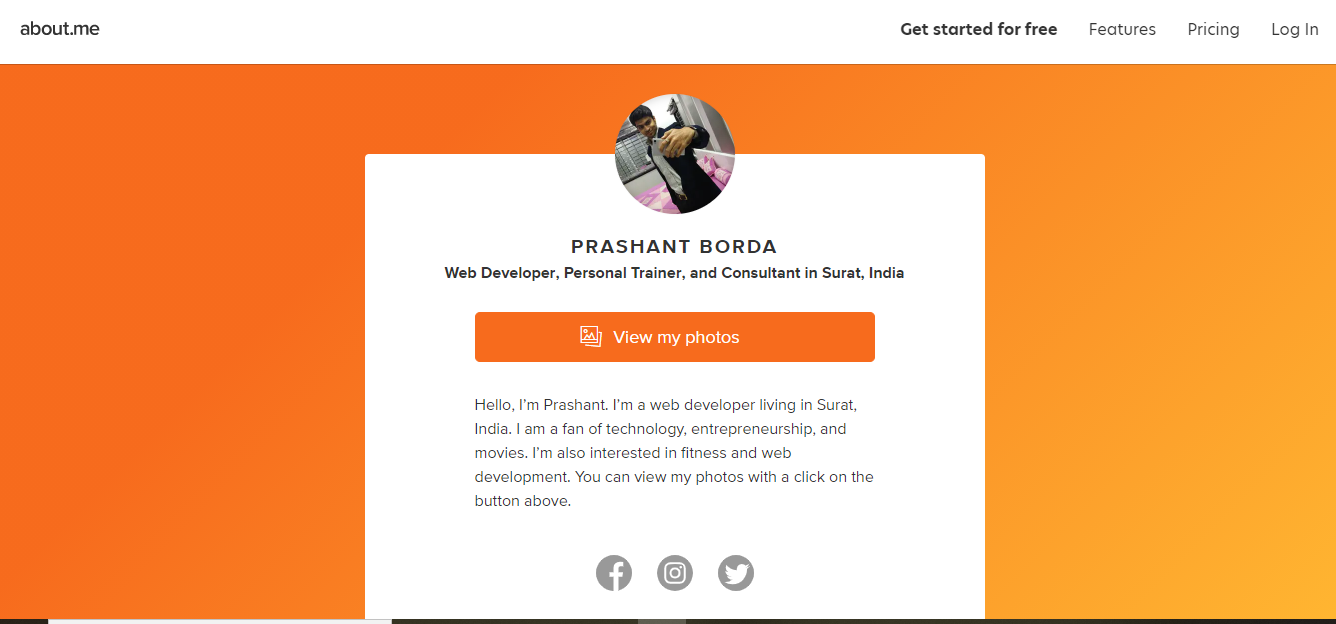 about.me
Get started for free
Features
Pricing
Log In
PRASHANT BORDA
Web Developer, Personal Trainer, and Consultant in Surat, India
View my photos
Hello, I’m Prashant. I’m a web developer living in Surat,
India. I am a fan of technology, entrepreneurship, and
movies. I’m also interested in fitness and web
development. You can view my photos with a click on the
button above.